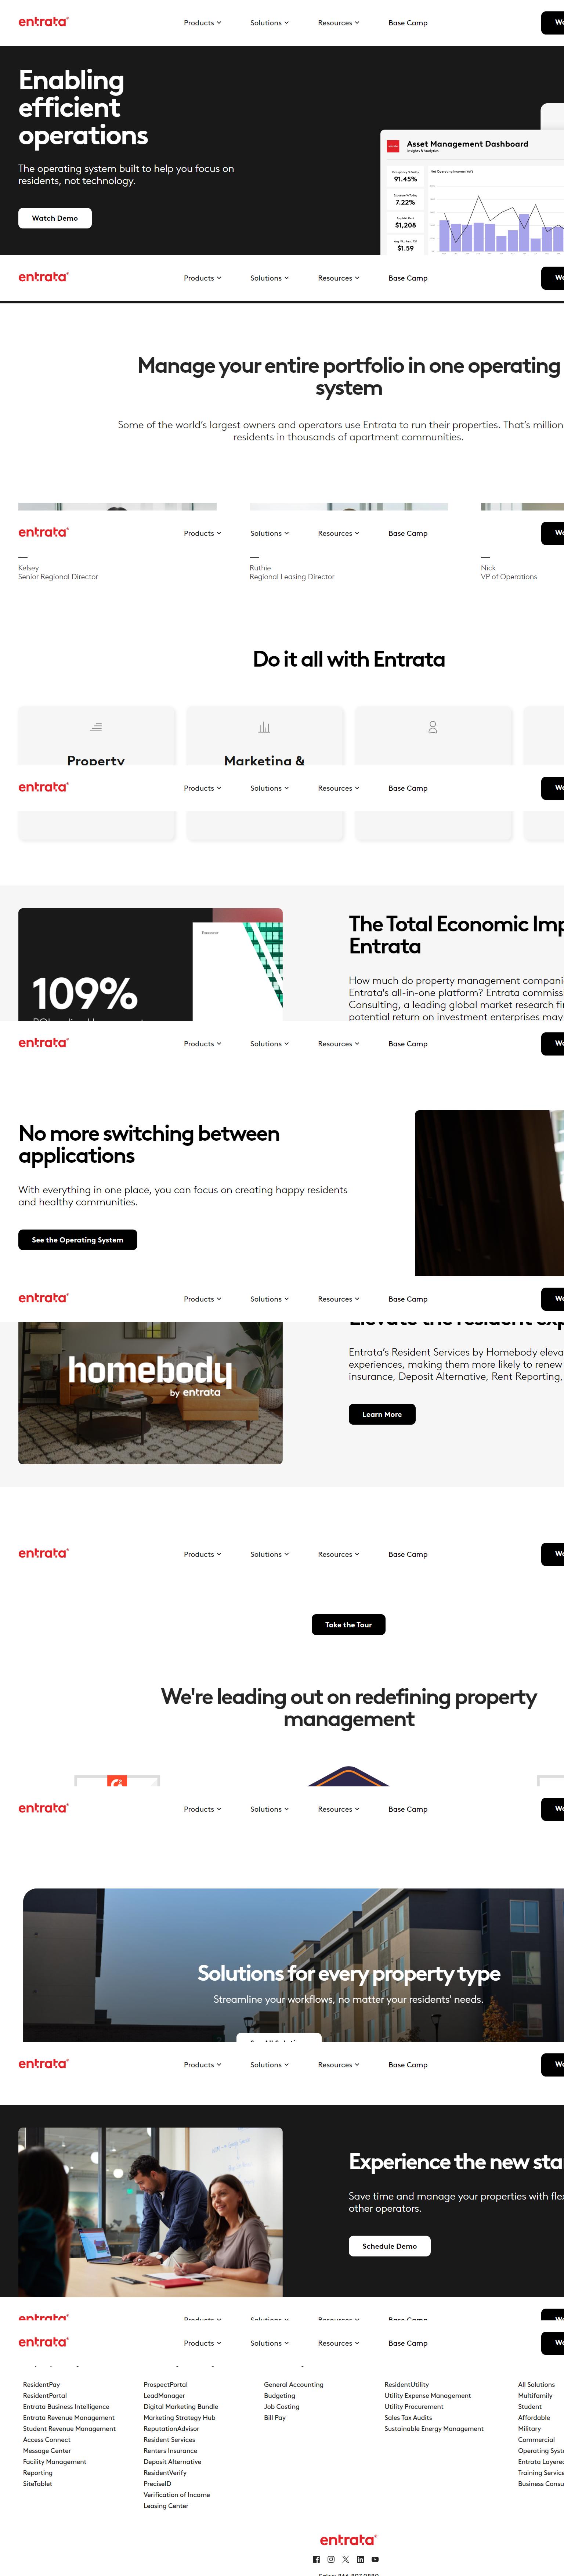 entrata
Products
Solutions
Resources
Base Camp
Enabling
efficient
operations
The operating system built to help you focus on
residents, not technology.
Watch Demo
Asset Management Dashboard
Insights & Analytics
91.45%
Net Operating Income
7.22%
$1,208
$1.59
entrata
Products
Solutions
Resources
Base Camp
Manage your entire portfolio in one operating
system
Some of the world's largest owners and operators use Entrata to run their properties. That's million
residents in thousands of apartment communities.
entrata
Products
Solutions
Resources
Base Camp
Kelsey
Senior Regional Director
Ruthie
Regional Leasing Director
Nick
VP of Operations
Do it all with Entrata
Property
Marketing &
entrata
Products
Solutions
Resources
Base Camp
109%
The Total Economic Imp
Entrata
How much do property management compani
Entrata's all-in-one platform? Entrata commiss
Consulting, a leading global market research fi
potential return on investment enterprises may
entrata
Products
Solutions
Resources
Base Camp
No more switching between
applications
With everything in one place, you can focus on creating happy residents
and healthy communities.
See the Operating System
entrata
Products
Solutions
Resources
Base Camp
homebody
by entrata
Elevate the resident exp
Entrata's Resident Services by Homebody eleva
experiences, making them more likely to renew
insurance, Deposit Alternative, Rent Reporting,
Learn More
entrata
Products
Solutions
Resources
Base Camp
Take the Tour
We're leading out on redefining property
management
entrata
Products
Solutions
Resources
Base Camp
Solutions for every property type
Streamline your workflows, no matter your residents' needs.
entrata
Products
Solutions
Resources
Base Camp
Experience the new sta
Save time and manage your properties with fle
other operators.
Schedule Demo
entrata
Products
Solutions
Resources
Base Camp
entrata
Products
Solutions
Resources
Base Camp
ResidentPay
ResidentPortal
Entrata Business Intelligence
Entrata Revenue Management
Student Revenue Management
Access Connect
Message Center
Facility Management
Reporting
SiteTablet
ProspectPortal
LeadManager
Digital Marketing Bundle
Marketing Strategy Hub
ReputationAdvisor
Resident Services
Renters Insurance
Deposit Alternative
ResidentVerify
PreciseID
Verification of Income
Leasing Center
General Accounting
Budgeting
Job Costing
Bill Pay
ResidentUtility
Utility Expense Management
Utility Procurement
Sales Tax Audits
Sustainable Energy Management
All Solutions
Multifamily
Student
Affordable
Military
Commercial
Operating Syst
Entrata Layere
Training Service
Business Consu
entrata